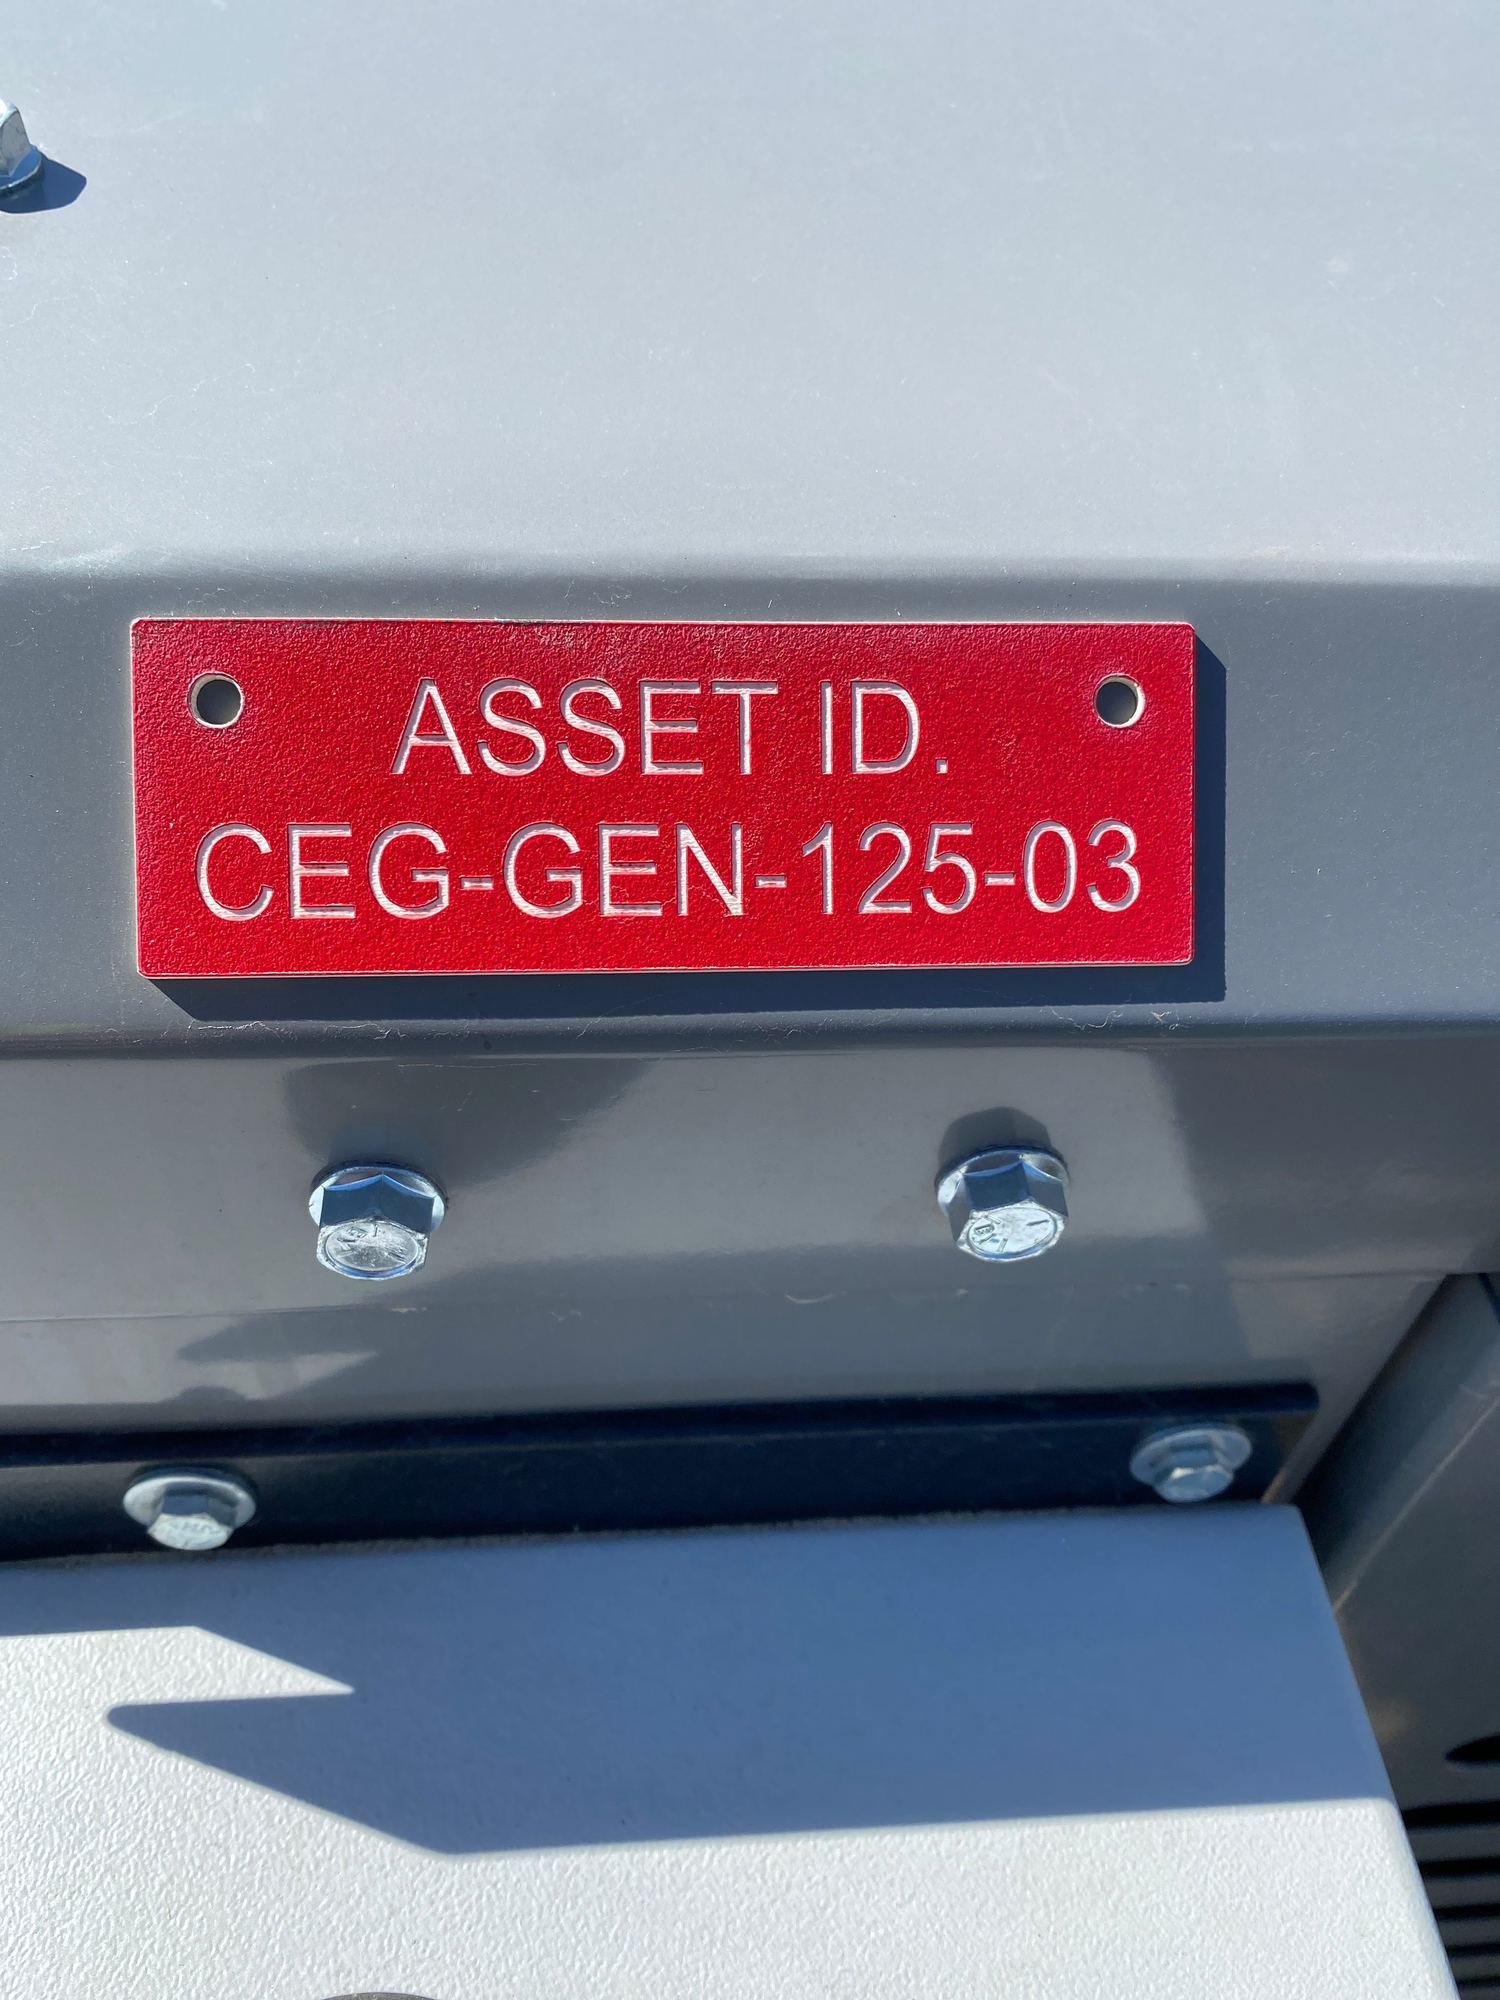 ASSET ID.
CEG-GEN-125-03